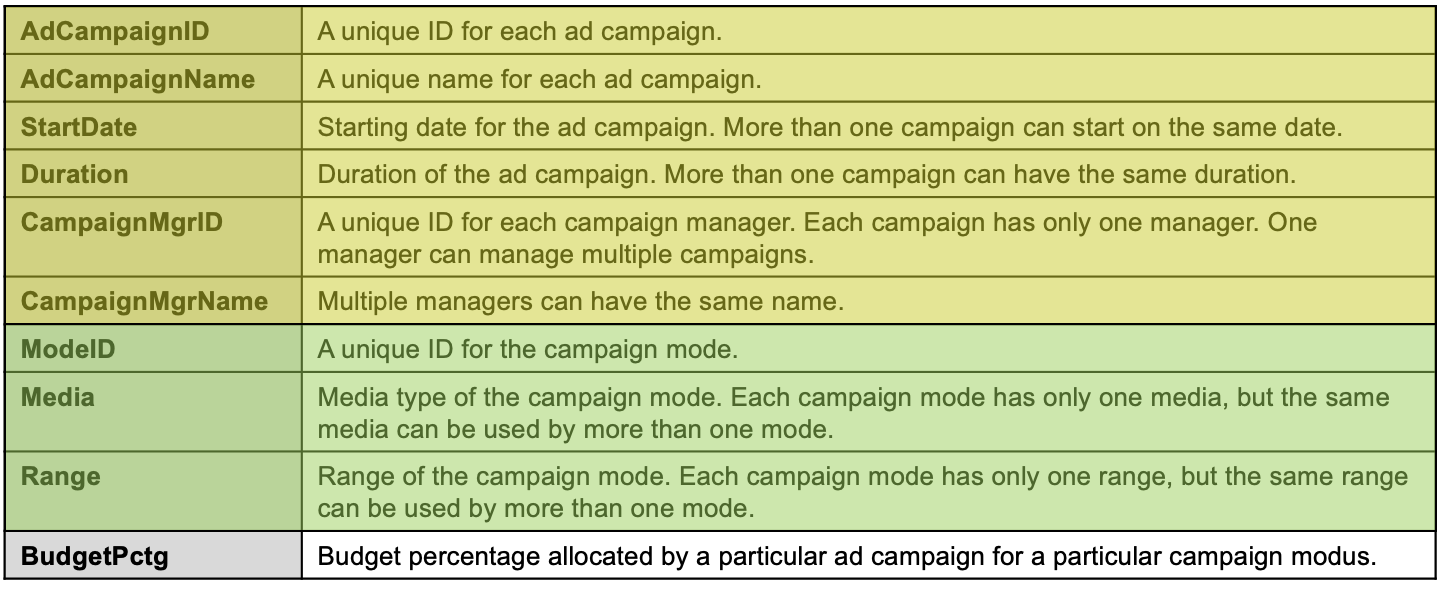 AdCampaignID A unique ID for each ad campaign.
AdCampaignName A unique name for each ad campaign.
StartDate Starting date for the ad campaign. More than one campaign can start on the same date.
Duration Duration of the ad campaign. More than one campaign can have the same duration.
CampaignMgrID A unique ID for each campaign manager. Each campaign has only one manager. One
manager can manage multiple campaigns.
CampaignMgrName Multiple managers can have the same name.
ModeID A unique ID for the campaign mode.
Media Media type of the campaign mode. Each campaign mode has only one media, but the same
media can be used by more than one mode.
Range Range of the campaign mode. Each campaign mode has only one range, but the same range
can be used by more than one mode.
BudgetPctg Budget percentage allocated by a particular ad campaign for a particular campaign modus.